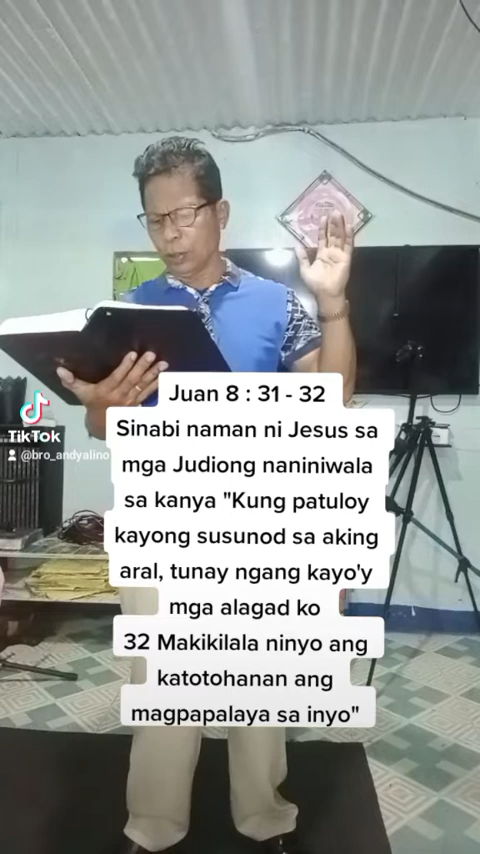 Juan 8 : 31 - 32
Sinabi naman ni Jesus sa
mga Judiong naniniwala
sa kanya "Kung patuloy
kayong susunod sa aking
aral, tunay ngang kayo'y
mga alagad ko
32 Makikilala ninyo ang
katotohanan ang
magpapalaya sa inyo"
TikTok
@bro_andyalino